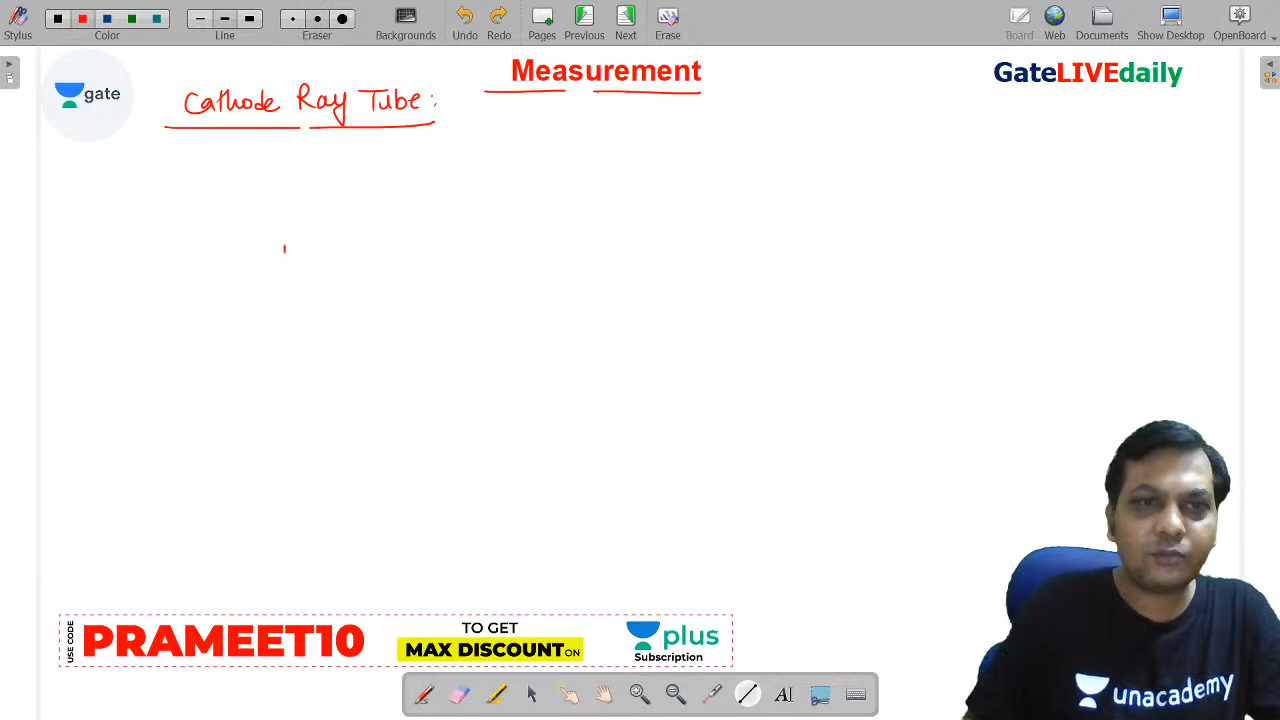 Stylus
Color
Line
Eraser
Backgrounds
Undo
Redo
Pages
Previous
Next
Erase
Board
Web
Documents
Show Desktop
OpenBoard
gate
Measurement
GateLIVEdaily
Cathode Ray Tube:
USE CODE
PRAMEET10
TO GET
MAX DISCOUNT ON
plus
Subscription
AI
unacademy